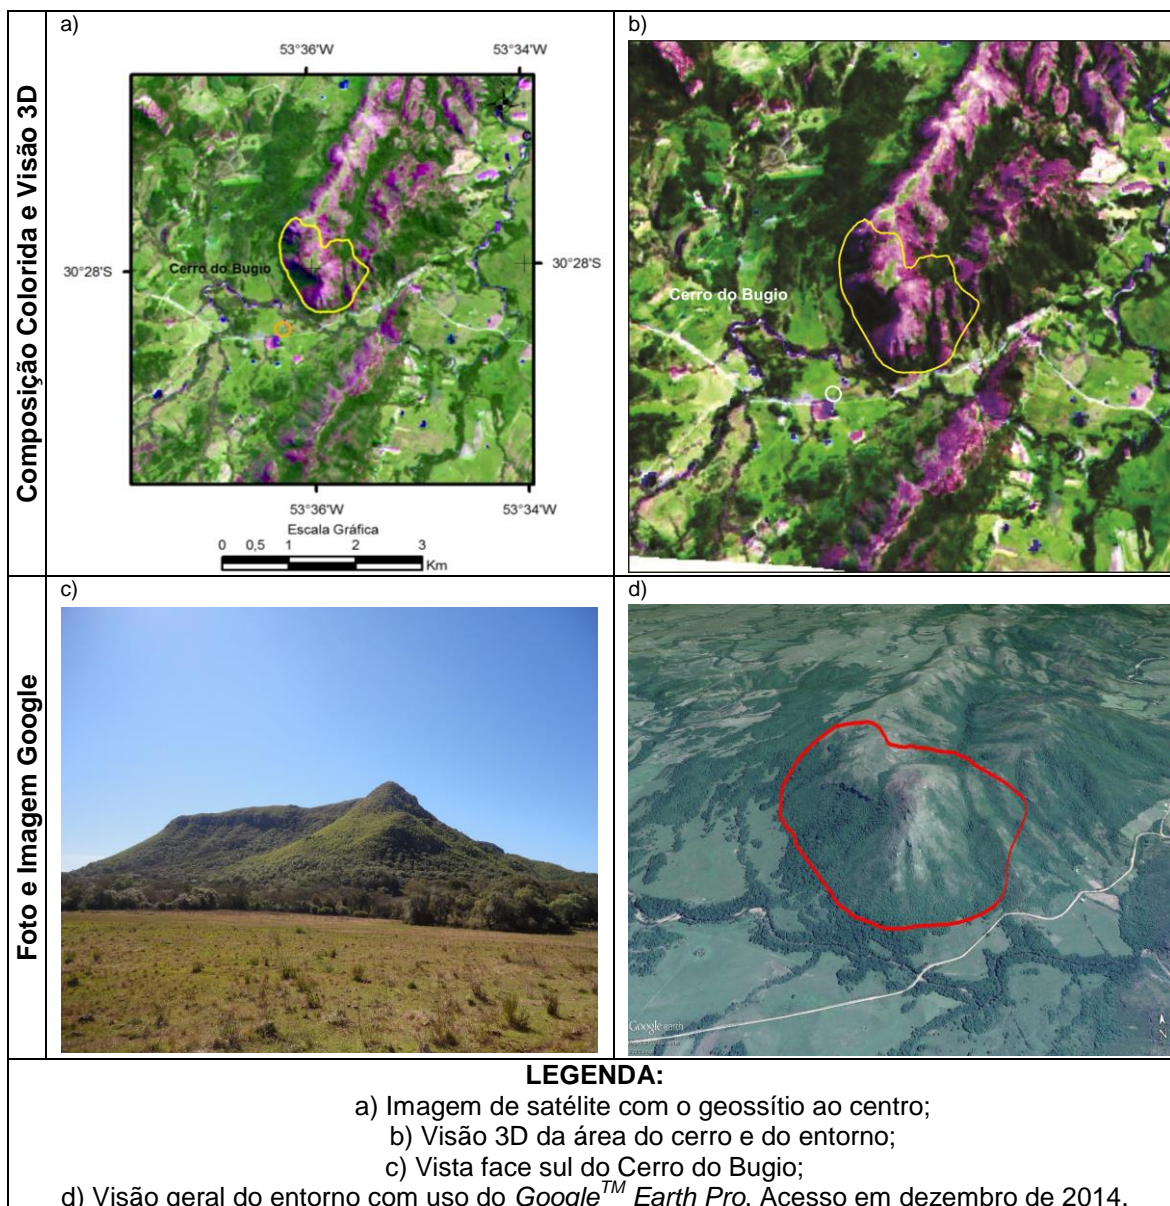 Composição Colorida e Visão 3D
a)
53°36'W
53°34'W
30°28'S
30°28'S
Cerro do Bugio
53°36'W
53°34'W
Escala Gráfica
0 0,5 1 2 3
Km
b)
Cerro do Bugio
Foto e Imagem Google
c)
d)
Google earth
LEGENDA:
a) Imagem de satélite com o geossítio ao centro;
b) Visão 3D da área do cerro e do entorno;
c) Vista face sul do Cerro do Bugio;
d) Visão geral do entorno com uso do Google™ Earth Pro. Acesso em dezembro de 2014.